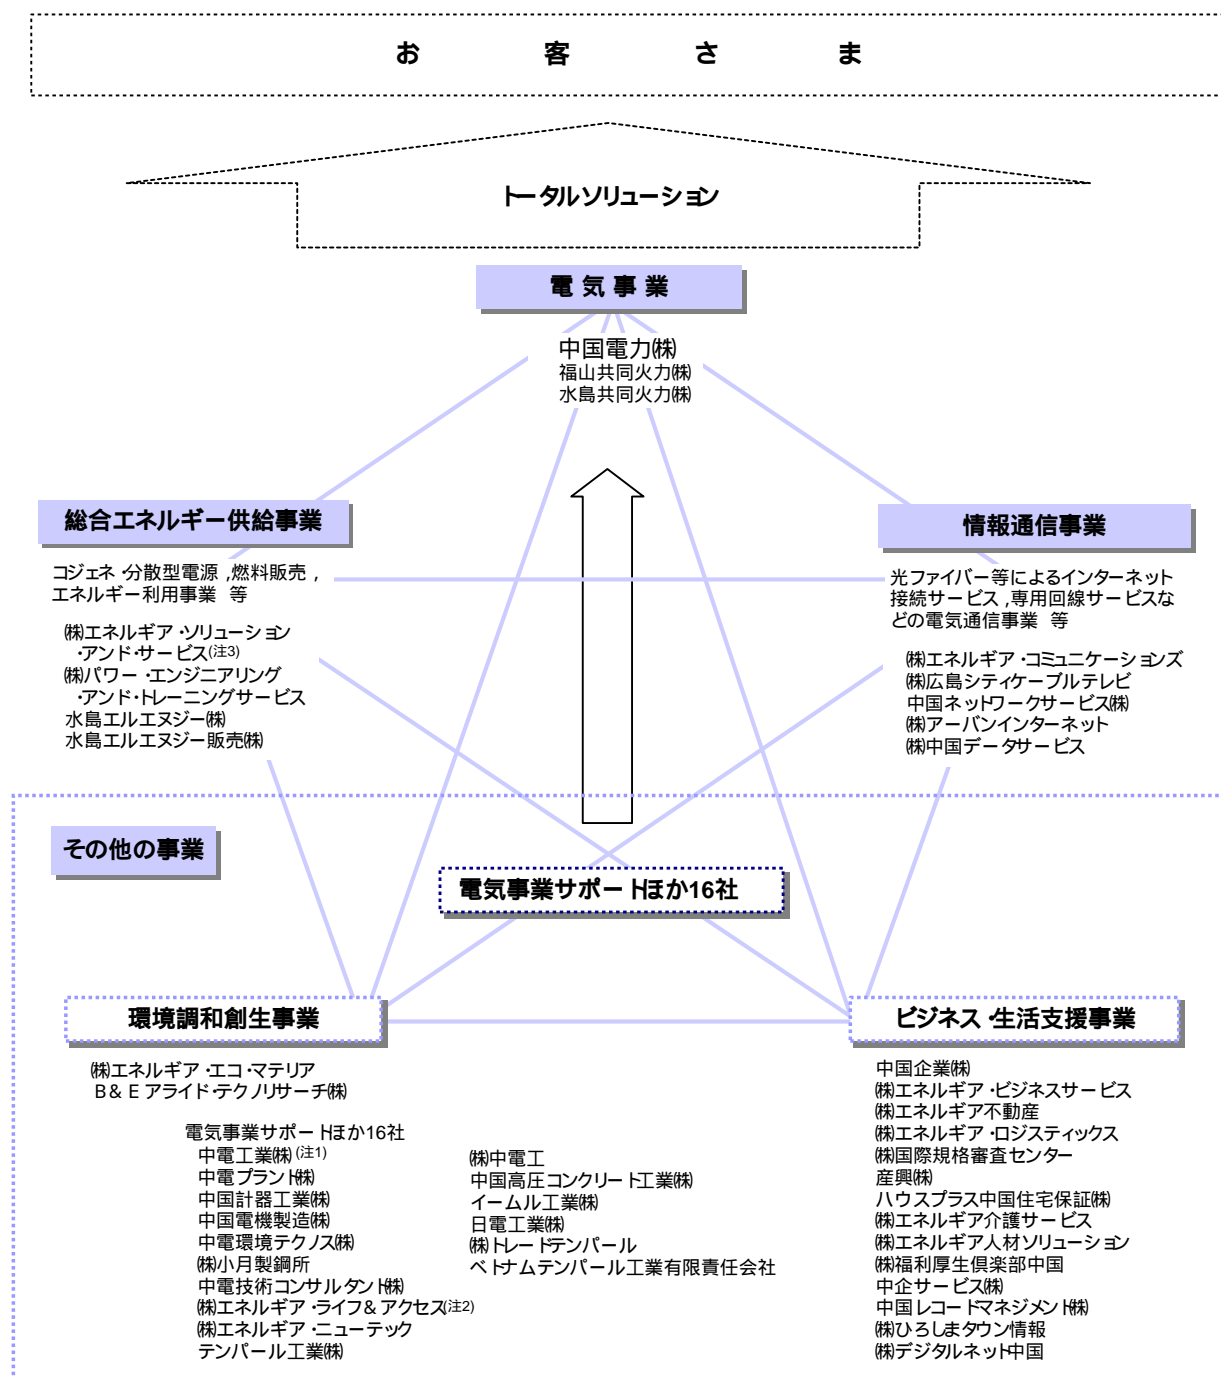 お客さま
トータルソリューション
電気事業
中国電力㈱
福山共同火力㈱
水島共同火力㈱
総合エネルギー供給事業
コジェネ・分散型電源，燃料販売，
エネルギー利用事業 等
㈱エネルギア・ソリューション
・アンド・サービス(注3)
㈱パワー・エンジニアリング
・アンド・トレーニングサービス
水島エルエヌジー㈱
水島エルエヌジー販売㈱
情報通信事業
光ファイバー等によるインターネット
接続サービス，専用回線サービスな
どの電気通信事業 等
㈱エネルギア・コミュニケーションズ
㈱広島シティケーブルテレビ
中国ネットワークサービス㈱
㈱アーバンインターネット
㈱中国データサービス
その他の事業
電気事業サポートほか16社
環境調和創生事業
㈱エネルギア・エコ・マテリア
B＆Eアライド・テクノリサーチ㈱
電気事業サポートほか16社
中電工業㈱(注1)
中電プラント㈱
中国計器工業㈱
中国電機製造㈱
中電環境テクノス㈱
㈱小月製鋼所
中電技術コンサルタント㈱
㈱エネルギア・ライフ＆アクセス(注2)
㈱エネルギア・ニューテック
テンパール工業㈱
㈱中電工
中国高圧コンクリート工業㈱
イームル工業㈱
日電工業㈱
㈱トレードテンパール
ベトナムテンパール工業有限責任会社
ビジネス・生活支援事業
中国企業㈱
㈱エネルギア・ビジネスサービス
㈱エネルギア不動産
㈱エネルギア・ロジスティックス
㈱国際規格審査センター
産興㈱
ハウスプラス中国住宅保証㈱
㈱エネルギア介護サービス
㈱エネルギア人材ソリューション
㈱福利厚生倶楽部中国
中企サービス㈱
中国レコードマネジメント㈱
㈱ひろしまタウン情報
㈱デジタルネット中国